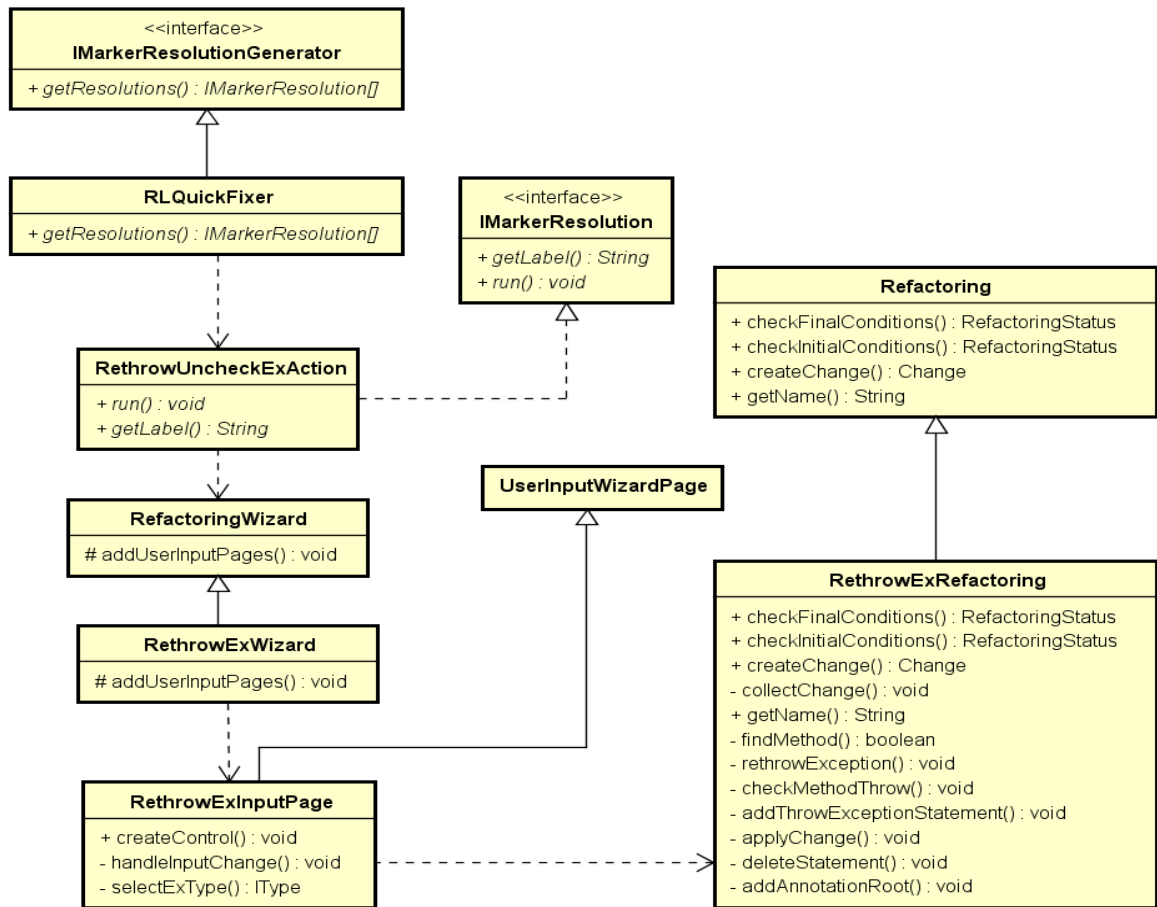 <<interface>>
IMarkerResolutionGenerator
+ getResolutions() : IMarkerResolution[]
RLQuickFixer
+ getResolutions() : IMarkerResolution[]
<<interface>>
IMarkerResolution
+ getLabel() : String
+ run() : void
Refactoring
+ checkFinalConditions() : RefactoringStatus
+ checkInitialConditions() : RefactoringStatus
+ createChange() : Change
+ getName() : String
RethrowUncheckExAction
+ run() : void
+ getLabel() : String
UserInputWizardPage
RefactoringWizard
# addUserInputPages() : void
RethrowExWizard
# addUserInputPages() : void
RethrowExRefactoring
+ checkFinalConditions() : RefactoringStatus
+ checkInitialConditions() : RefactoringStatus
+ createChange() : Change
- collectChange() : void
+ getName() : String
- findMethod() : boolean
- rethrowException() : void
- checkMethodThrow() : void
- addThrowExceptionStatement() : void
- applyChange() : void
- deleteStatement() : void
- addAnnotationRoot() : void
RethrowExInputPage
+ createControl() : void
- handleInputChange() : void
- selectExType() : IType